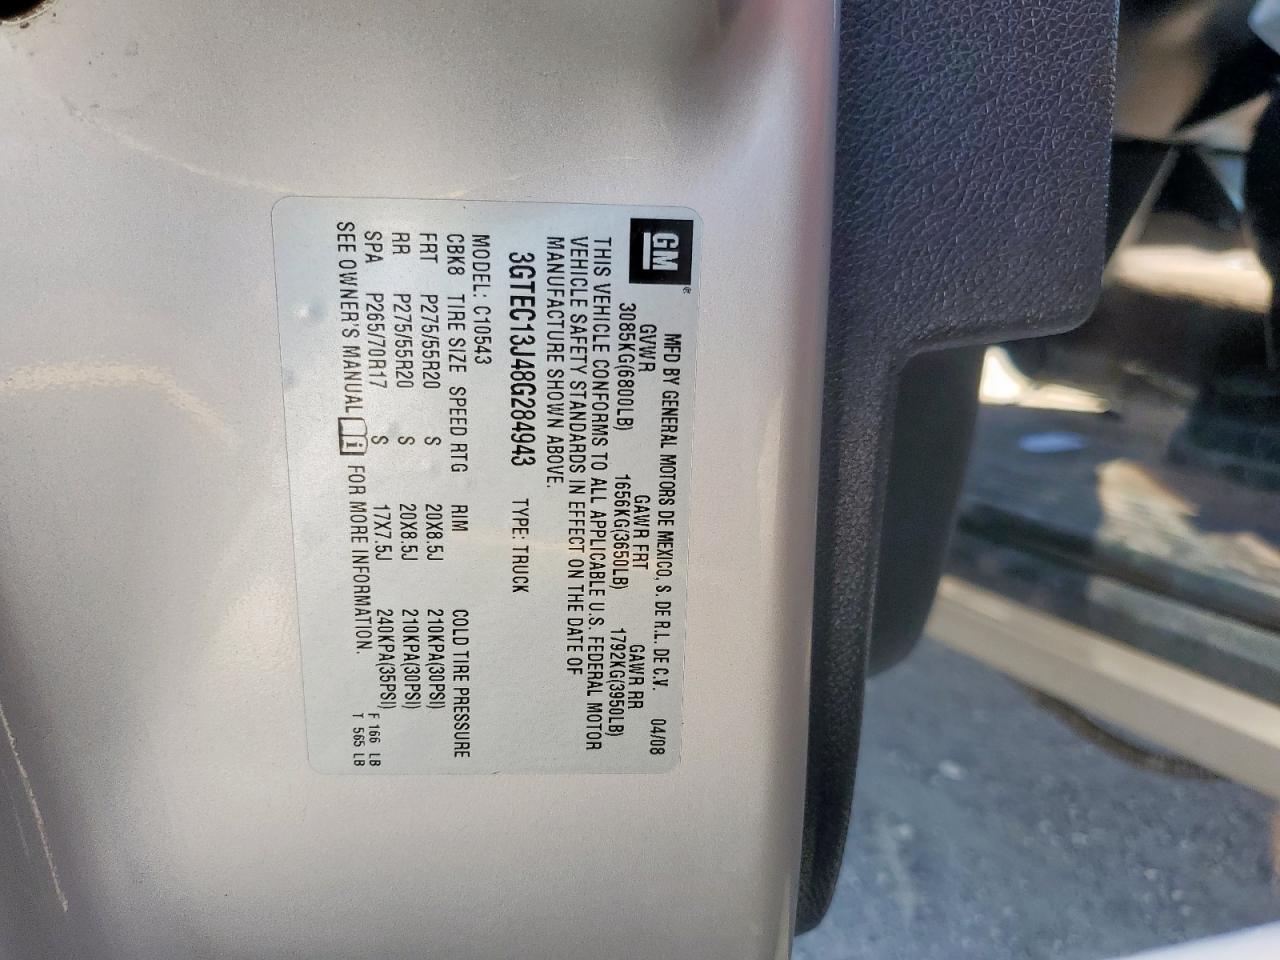 GM®
MFD BY GENERAL MOTORS DE MEXICO, S. DE R.L. DE C.V. 04/08
GVWR GAWR FRT GAWR RR
3085KG(6800LB) 1656KG(3650LB) 1792KG(3950LB)
THIS VEHICLE CONFORMS TO ALL APPLICABLE U.S. FEDERAL MOTOR
VEHICLE SAFETY STANDARDS IN EFFECT ON THE DATE OF
MANUFACTURE SHOWN ABOVE.
3GTEC13J48G284943 TYPE: TRUCK
MODEL: C10543
CBK8 TIRE SIZE SPEED RTG RIM COLD TIRE PRESSURE
FRT P275/55R20 S 20X8.5J 210KPA(30PSI)
RR P275/55R20 S 20X8.5J 210KPA(30PSI)
SPA P265/70R17 S 17X7.5J 240KPA(35PSI) F 166 LB
SEE OWNER'S MANUAL i FOR MORE INFORMATION. T 565 LB